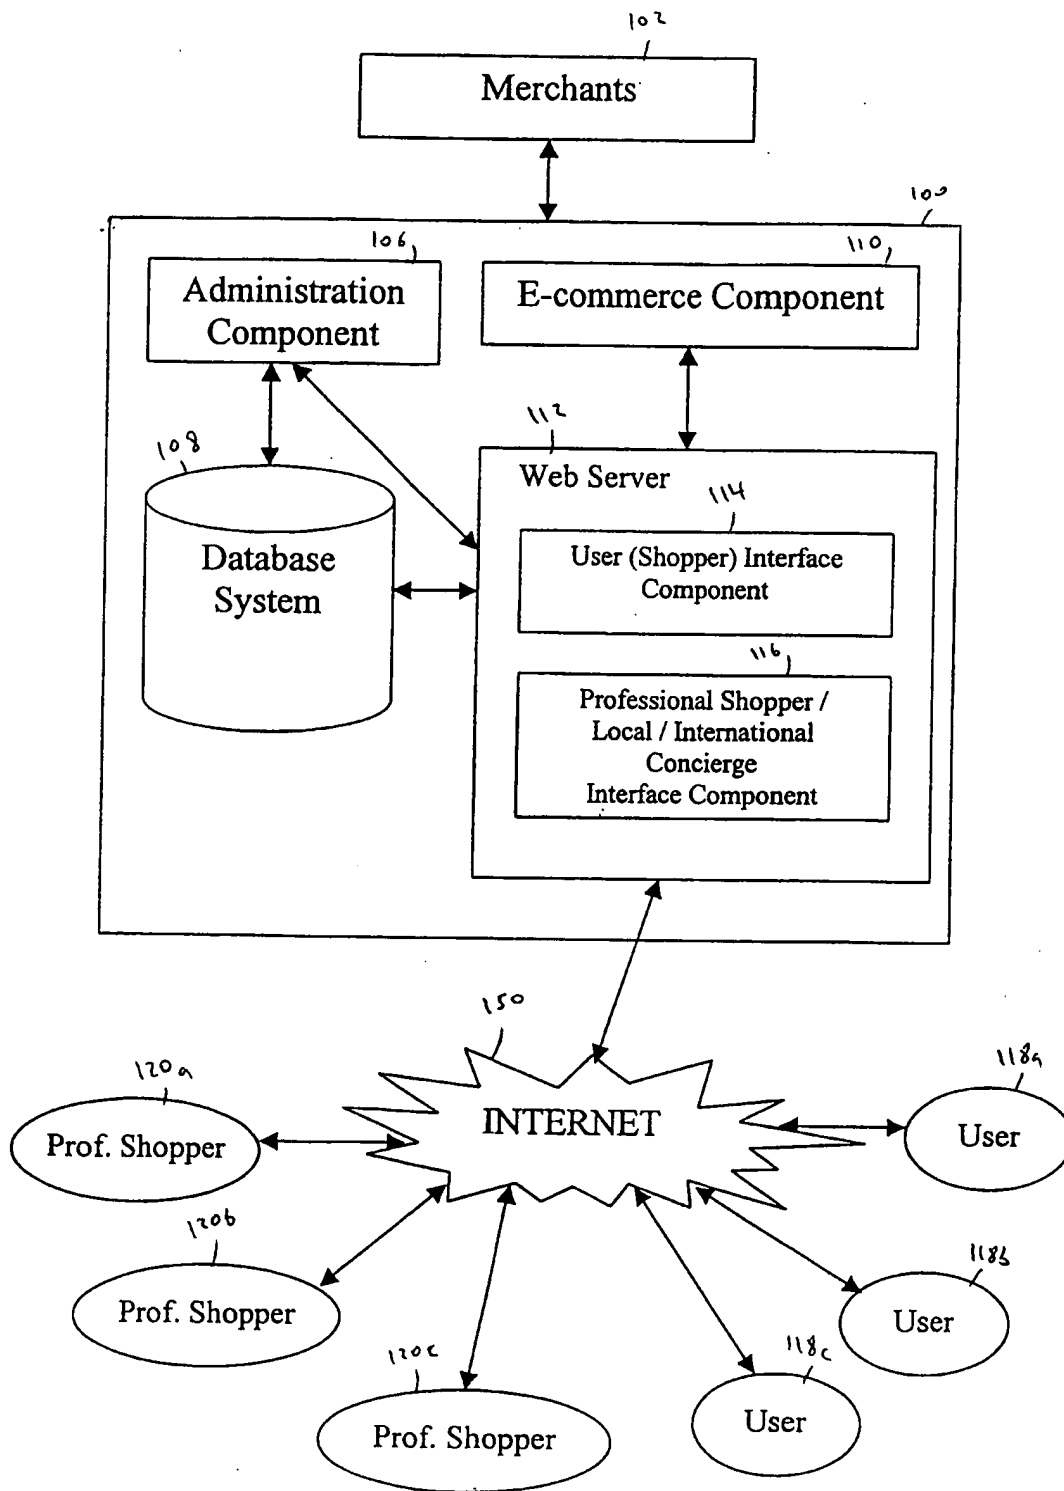 102
Merchants
100
106
110
Administration
Component
E-commerce Component
112
108
Web Server
114
Database
System
User (Shopper) Interface
Component
116
Professional Shopper /
Local / International
Concierge
Interface Component
150
120a
118a
INTERNET
Prof. Shopper
User
120b
118b
Prof. Shopper
User
120c
118c
Prof. Shopper
User